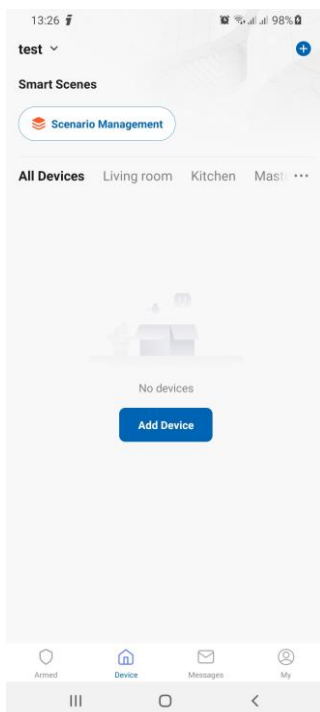 13:26 98%
test
Smart Scenes
Scenario Management
All Devices Living room Kitchen Mast ...
No devices
Add Device
Armed Device Messages My